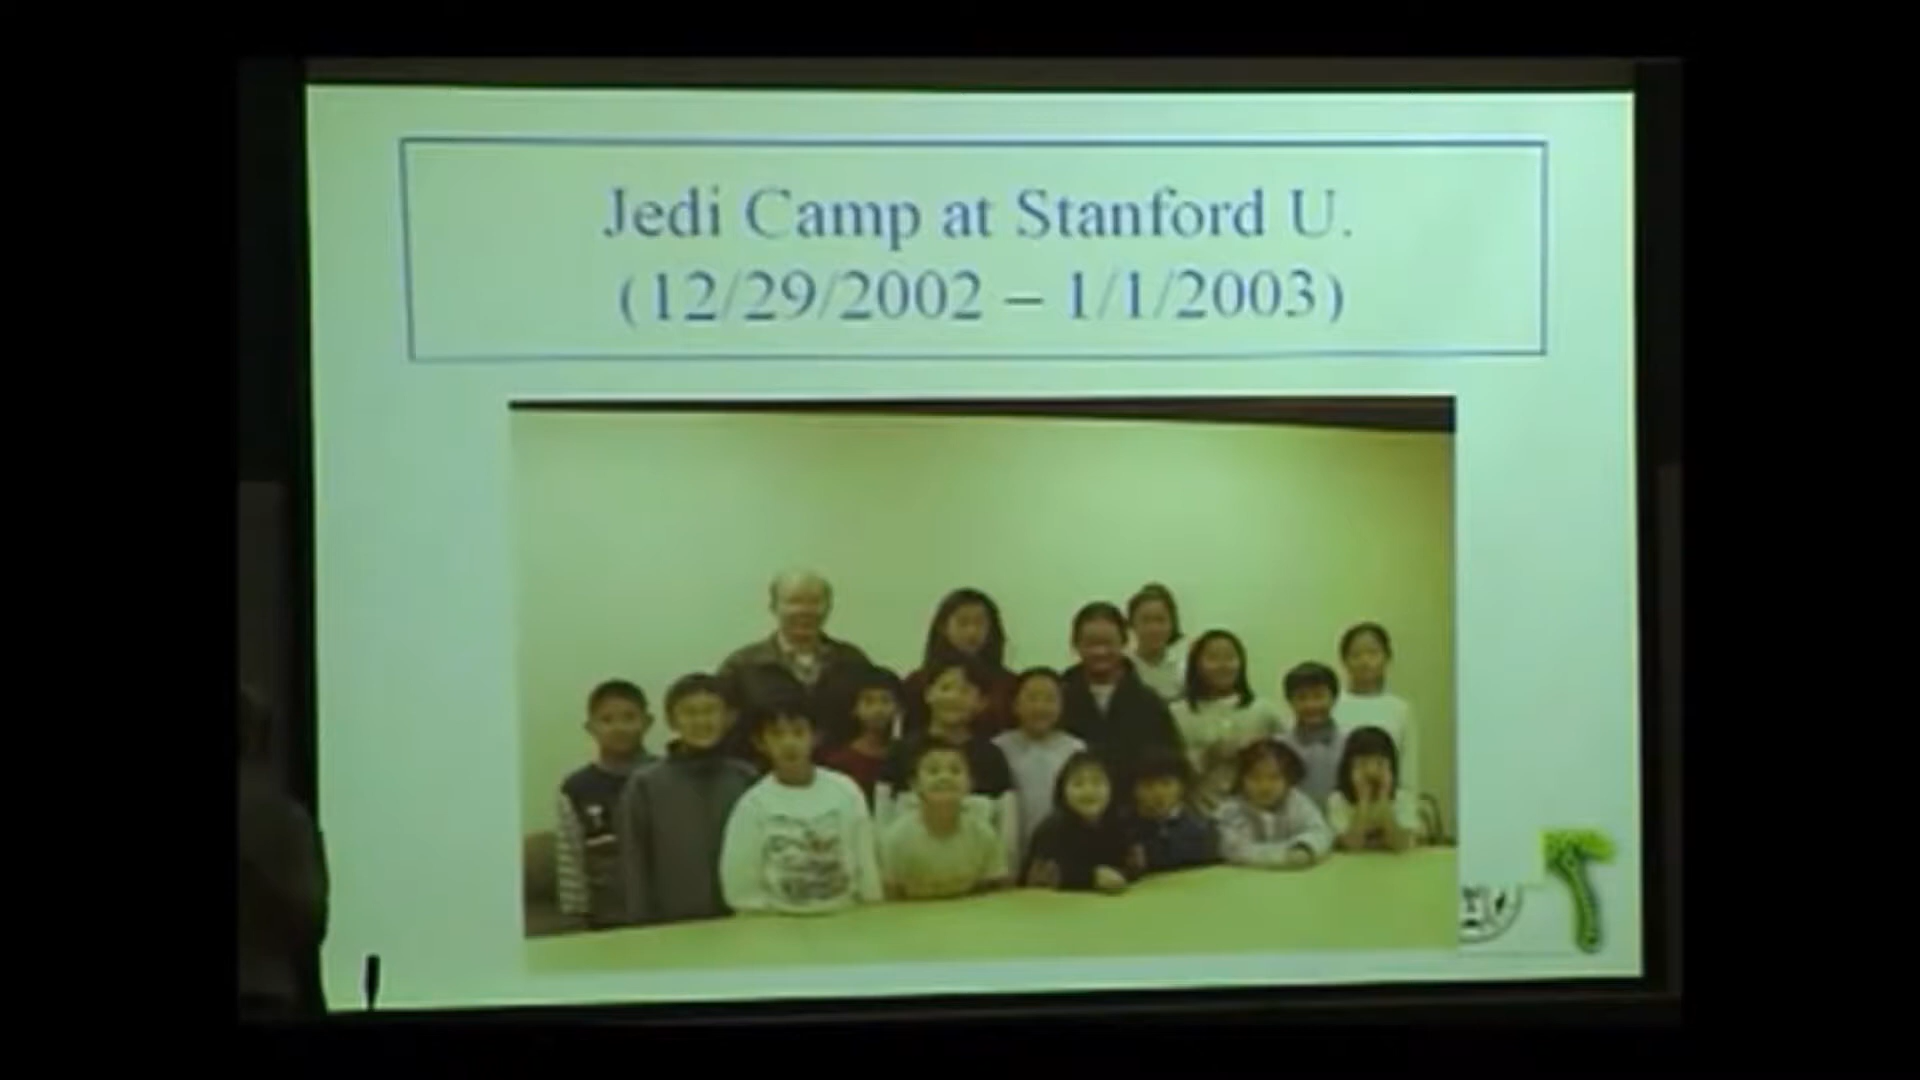 Jedi Camp at Stanford U.
(12/29/2002 – 1/1/2003)